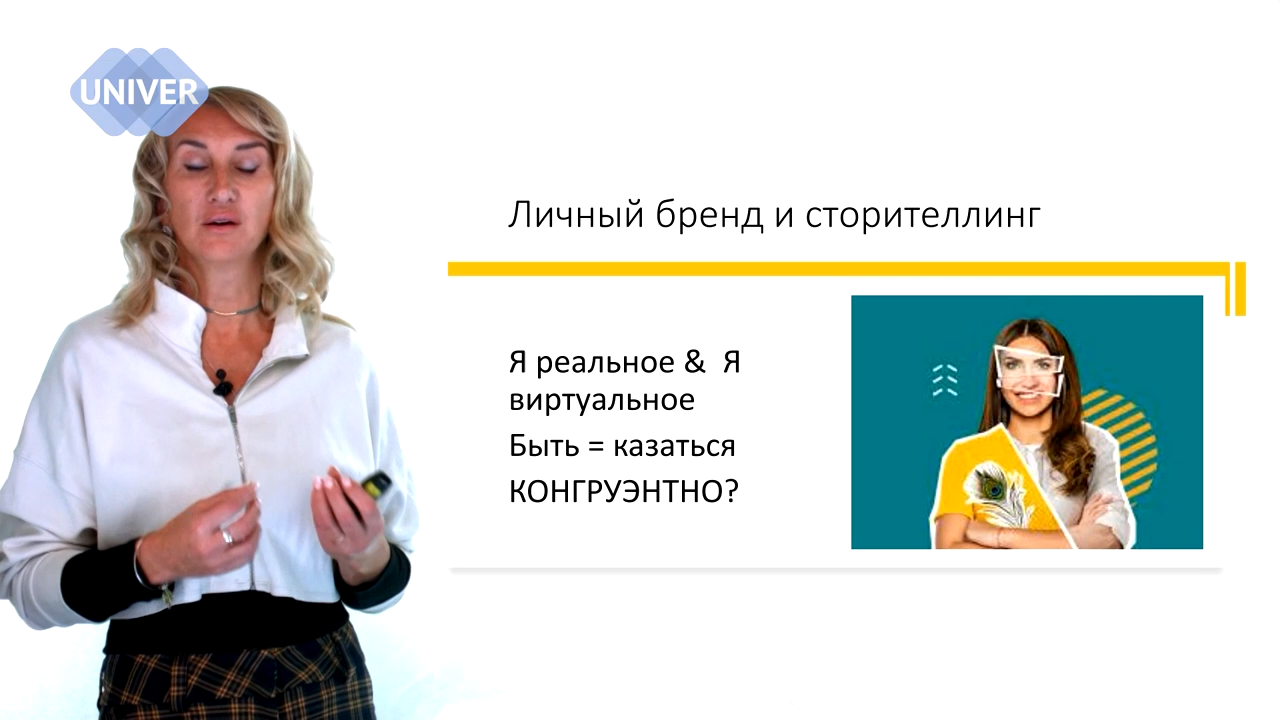 UNIVER
Личный бренд и сторителлинг
Я реальное & Я
виртуальное
Быть = казаться
КОНГРУЭНТНО?